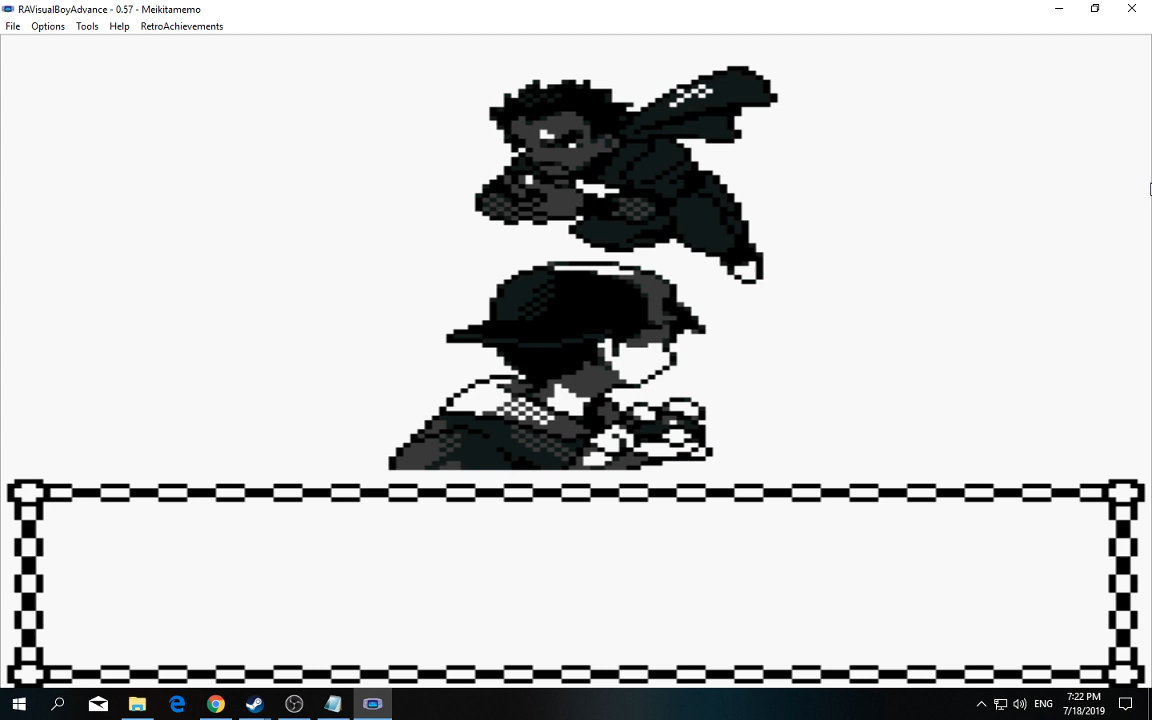 RAVisualBoyAdvance - 0.57 - Meikitamemo
File Options Tools Help RetroAchievements
ENG
7:22 PM
7/18/2019